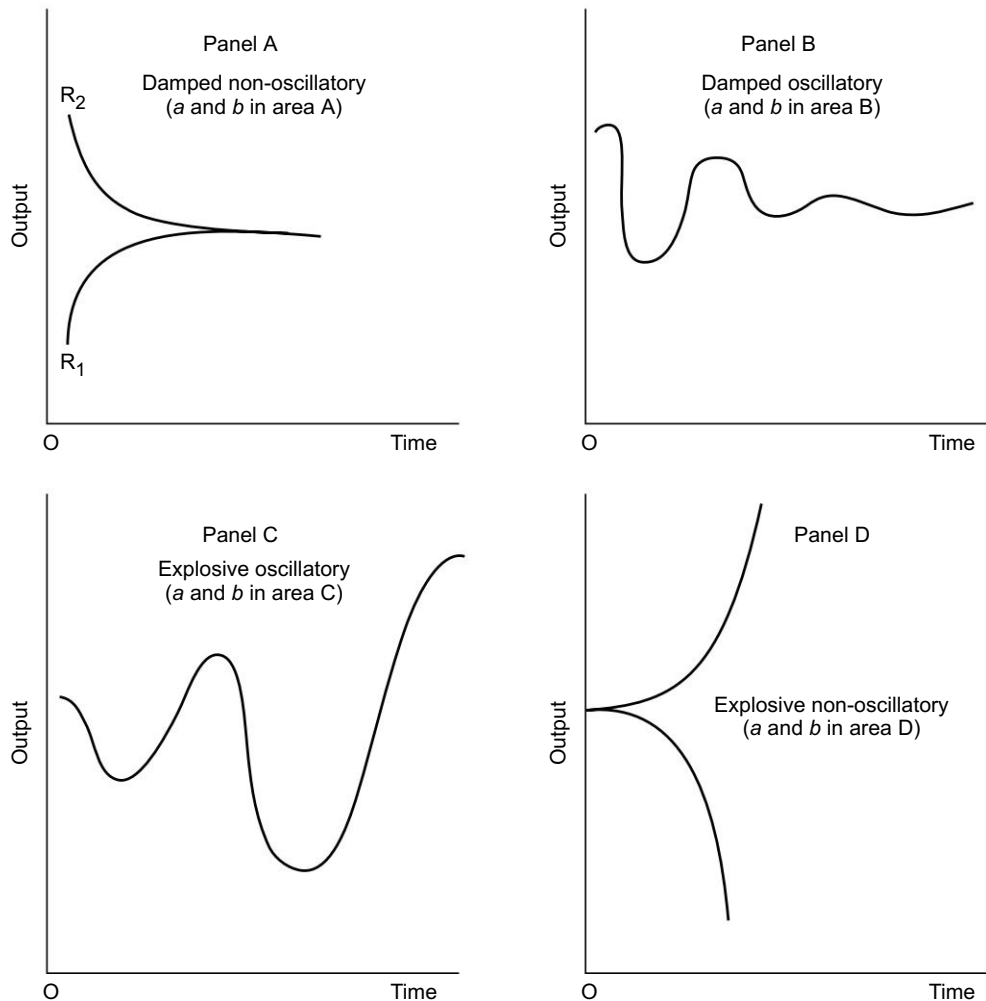 Panel A
Damped non-oscillatory
(a and b in area A)
R2
R1
Output
O
Time
Panel B
Damped oscillatory
(a and b in area B)
Output
O
Time
Panel C
Explosive oscillatory
(a and b in area C)
Output
O
Time
Panel D
Explosive non-oscillatory
(a and b in area D)
Output
O
Time